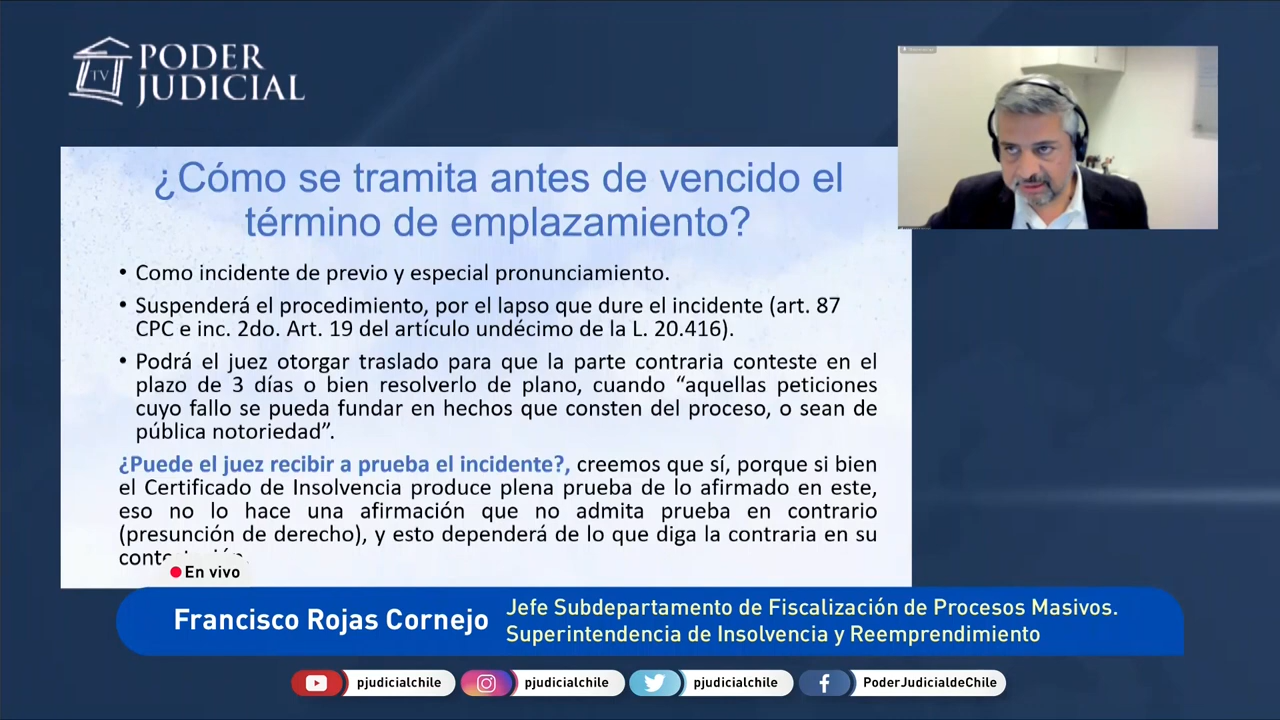 PODER
JUDICIAL
TV
¿Cómo se tramita antes de vencido el
término de emplazamiento?
• Como incidente de previo y especial pronunciamiento.
• Suspenderá el procedimiento, por el lapso que dure el incidente (art. 87
CPC e inc. 2do. Art. 19 del artículo undécimo de la L. 20.416).
• Podrá el juez otorgar traslado para que la parte contraria conteste en el
plazo de 3 días o bien resolverlo de plano, cuando “aquellas peticiones
cuyo fallo se pueda fundar en hechos que consten del proceso, o sean de
pública notoriedad”.
¿Puede el juez recibir a prueba el incidente?, creemos que sí, porque si bien
el Certificado de Insolvencia produce plena prueba de lo afirmado en este,
eso no lo hace una afirmación que no admita prueba en contrario
(presunción de derecho), y esto dependerá de lo que diga la contraria en su
En vivo
Francisco Rojas Cornejo
Jefe Subdepartamento de Fiscalización de Procesos Masivos.
Superintendencia de Insolvencia y Reemprendimiento
pjudicialchile
pjudicialchile
pjudicialchile
PoderJudicialdeChile